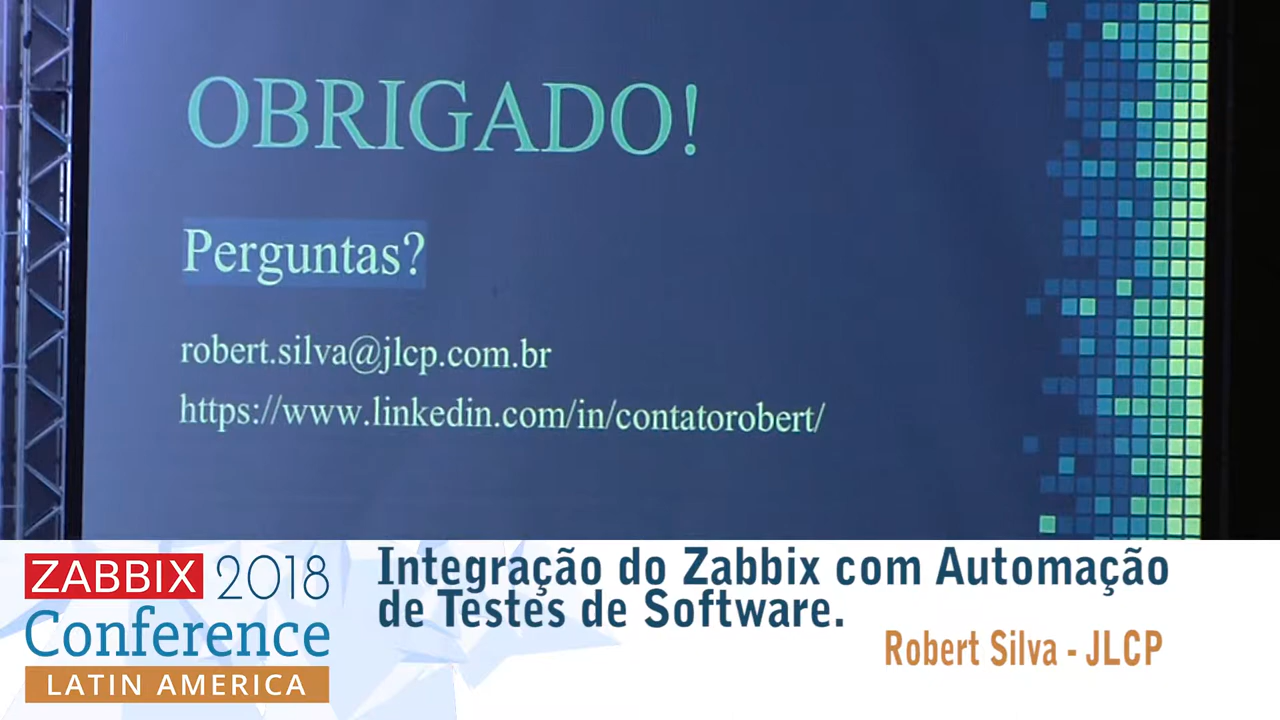 OBRIGADO!
Perguntas?
robert.silva@jlcp.com.br
https://www.linkedin.com/in/contatorobert/
ZABBIX 2018
Conference
LATIN AMERICA
Integração do Zabbix com Automação
de Testes de Software.
Robert Silva - JLCP